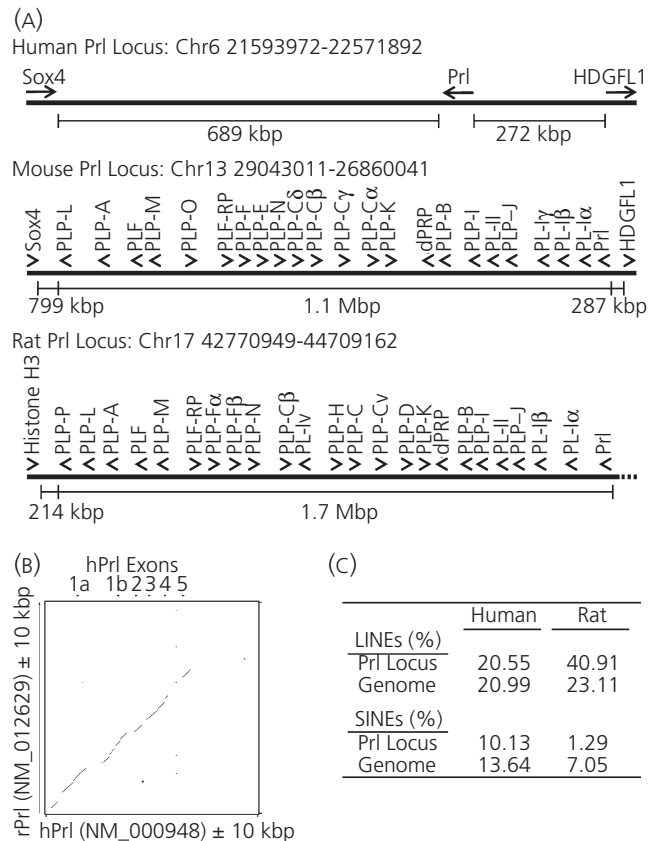 (A)
Human Prl Locus: Chr6 21593972-22571892
Sox4 Prl HDGFL1
689 kbp 272 kbp
Mouse Prl Locus: Chr13 29043011-26860041
Sox4 PLP-L PLP-A PLF PLP-M PLP-O PLF-RP PLP-F PLP-E PLP-N PLP-Cδ PLP-Cβ PLP-Cγ PLP-Cα PLP-K dPRP PLP-B PLP-I PL-II PLP–J PL-Iγ PL-Iβ PL-Iα Prl HDGFL1
799 kbp 1.1 Mbp 287 kbp
Rat Prl Locus: Chr17 42770949-44709162
Histone H3 PLP-P PLP-L PLP-A PLF PLP-M PLF-RP PLP-Fα PLP-Fβ PLP-N PLP-Cβ PL-Iv PLP-H PLP-C PLP-Cv PLP-D PLP-K dPRP PLP-B PLP-I PL-II PLP–J PL-Iβ PL-Iα Prl
214 kbp 1.7 Mbp
(B)
hPrl Exons
1a 1b 2 3 4 5
rPrl (NM_012629) ± 10 kbp
hPrl (NM_000948) ± 10 kbp
(C)
Human Rat
LINEs (%)
Prl Locus 20.55 40.91
Genome 20.99 23.11
SINEs (%)
Prl Locus 10.13 1.29
Genome 13.64 7.05